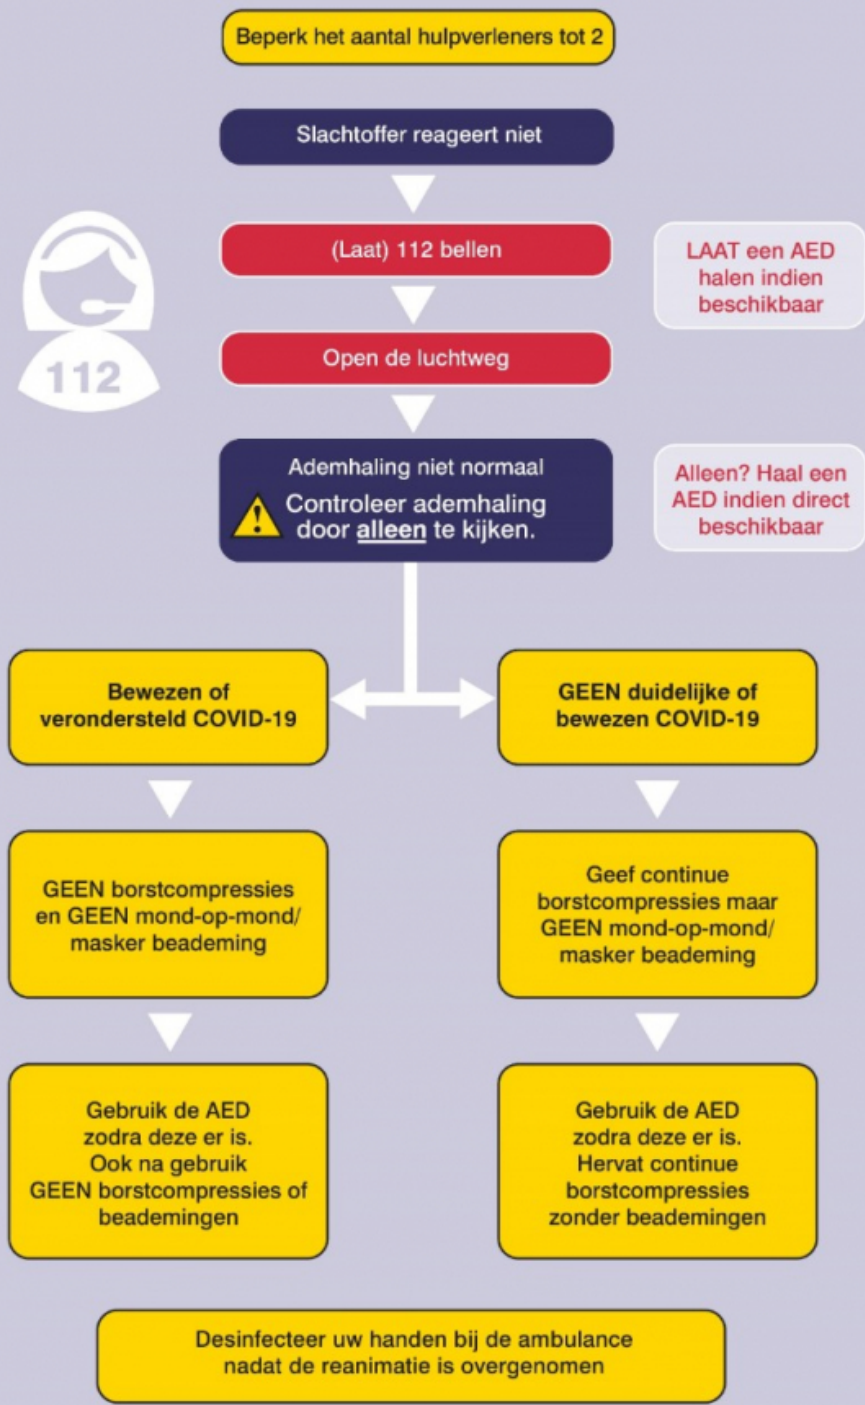 Beperk het aantal hulpverleners tot 2
Slachtoffer reageert niet
(Laat) 112 bellen
LAAT een AED
halen indien
beschikbaar
112
Open de luchtweg
Ademhaling niet normaal
Controleer ademhaling
door alleen te kijken.
Alleen? Haal een
AED indien direct
beschikbaar
Bewezen of
verondersteld COVID-19
GEEN borstcompressies
en GEEN mond-op-mond/
masker beademing
Gebruik de AED
zodra deze er is.
Ook na gebruik
GEEN borstcompressies of
beademingen
GEEN duidelijke of
bewezen COVID-19
Geef continue
borstcompressies maar
GEEN mond-op-mond/
masker beademing
Gebruik de AED
zodra deze er is.
Hervat continue
borstcompressies
zonder beademingen
Desinfecteer uw handen bij de ambulance
nadat de reanimatie is overgenomen